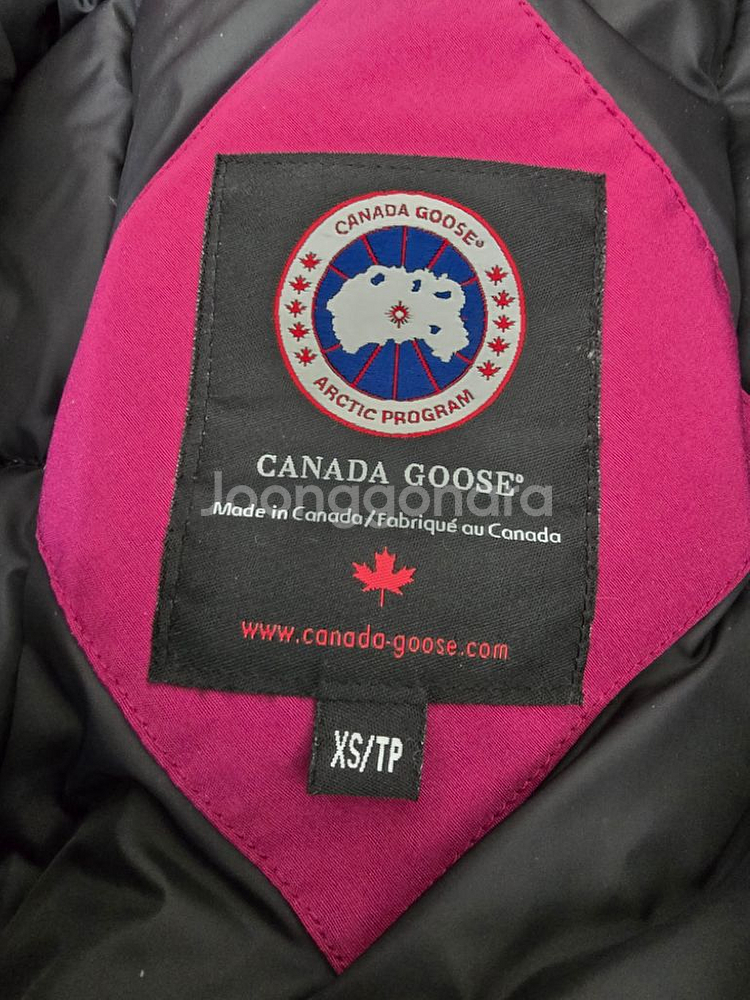 CANADA GOOSE®
ARCTIC PROGRAM
CANADA GOOSE®
Joonggonara
Made in Canada/Fabriqué au Canada
www.canada-goose.com
XS/TP